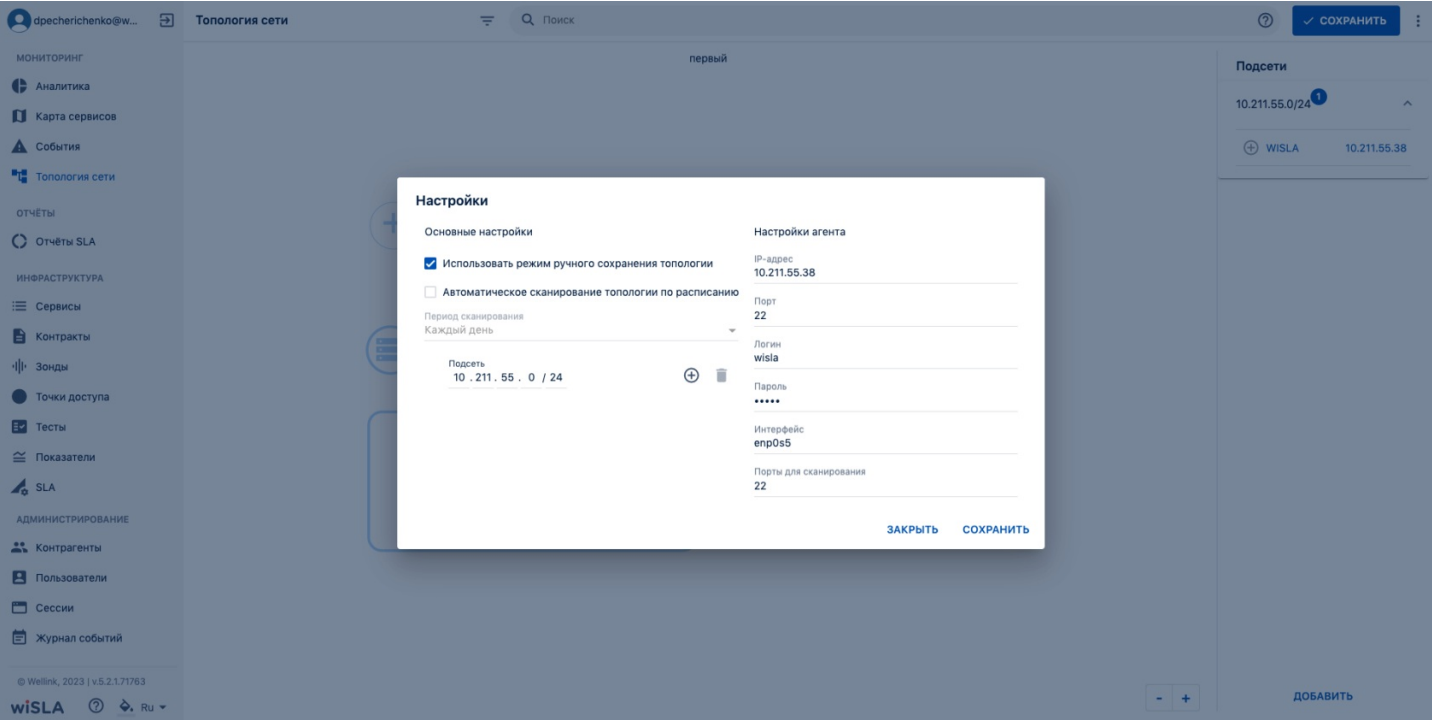 dpecherichenko@w...
МОНИТОРИНГ
Аналитика
Карта сервисов
События
Топология сети
ОТЧЁТЫ
Отчёты SLA
ИНФРАСТРУКТУРА
Сервисы
Контракты
Зонды
Точки доступа
Тесты
Показатели
SLA
АДМИНИСТРИРОВАНИЕ
Контрагенты
Пользователи
Сессии
Журнал событий
© Wellink, 2023 | v.5.2.1.71763
wiSLA Ru
Топология сети
Поиск
СОХРАНИТЬ
первый
Настройки
Основные настройки
Использовать режим ручного сохранения топологии
Автоматическое сканирование топологии по расписанию
Период сканирования
Каждый день
Подсеть
10 . 211 . 55 . 0 / 24
Настройки агента
IP-адрес
10.211.55.38
Порт
22
Логин
wisla
Пароль
•••••
Интерфейс
enp0s5
Порты для сканирования
22
ЗАКРЫТЬ СОХРАНИТЬ
Подсети
10.211.55.0/24 1
WISLA 10.211.55.38
- +
ДОБАВИТЬ